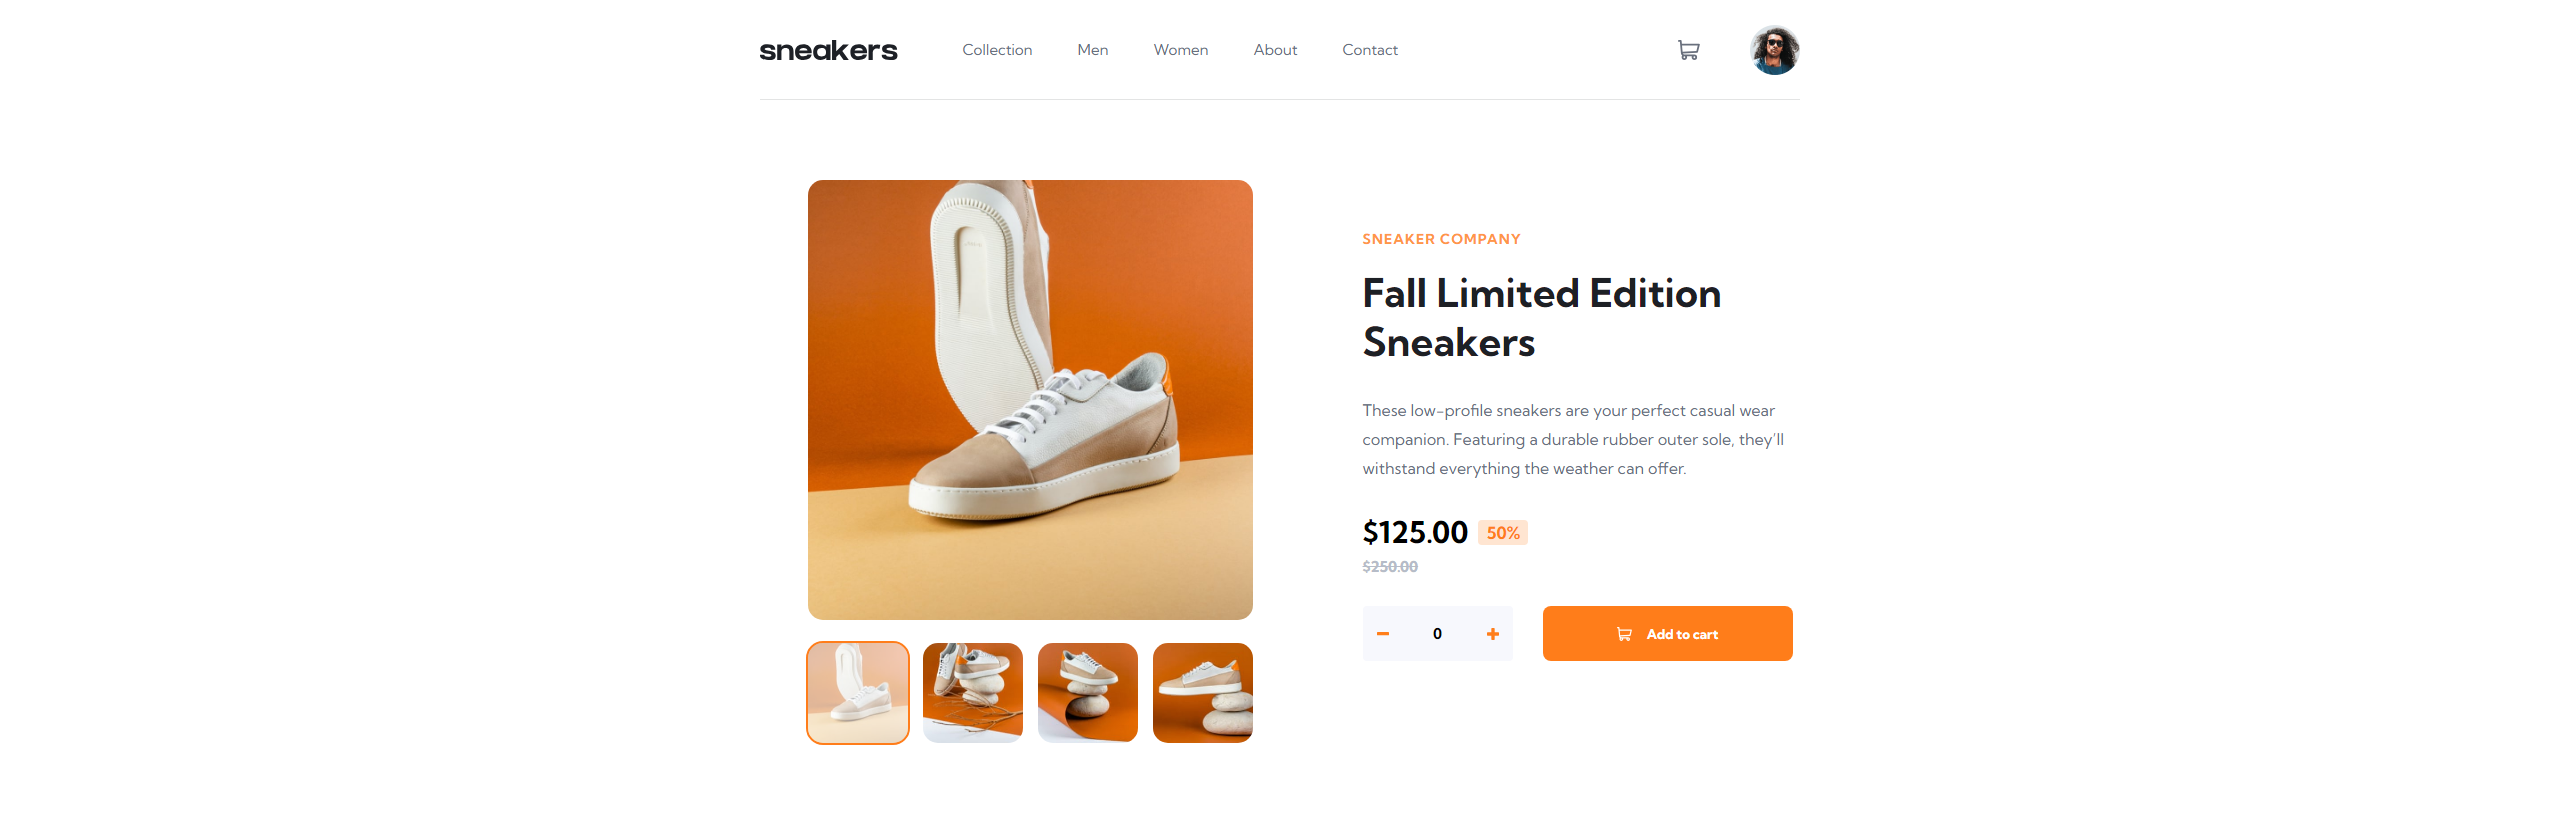 sneakers
Collection
Men
Women
About
Contact
SNEAKER COMPANY
Fall Limited Edition
Sneakers
These low-profile sneakers are your perfect casual wear
companion. Featuring a durable rubber outer sole, they’ll
withstand everything the weather can offer.
$125.00 50%
$250.00
0
Add to cart